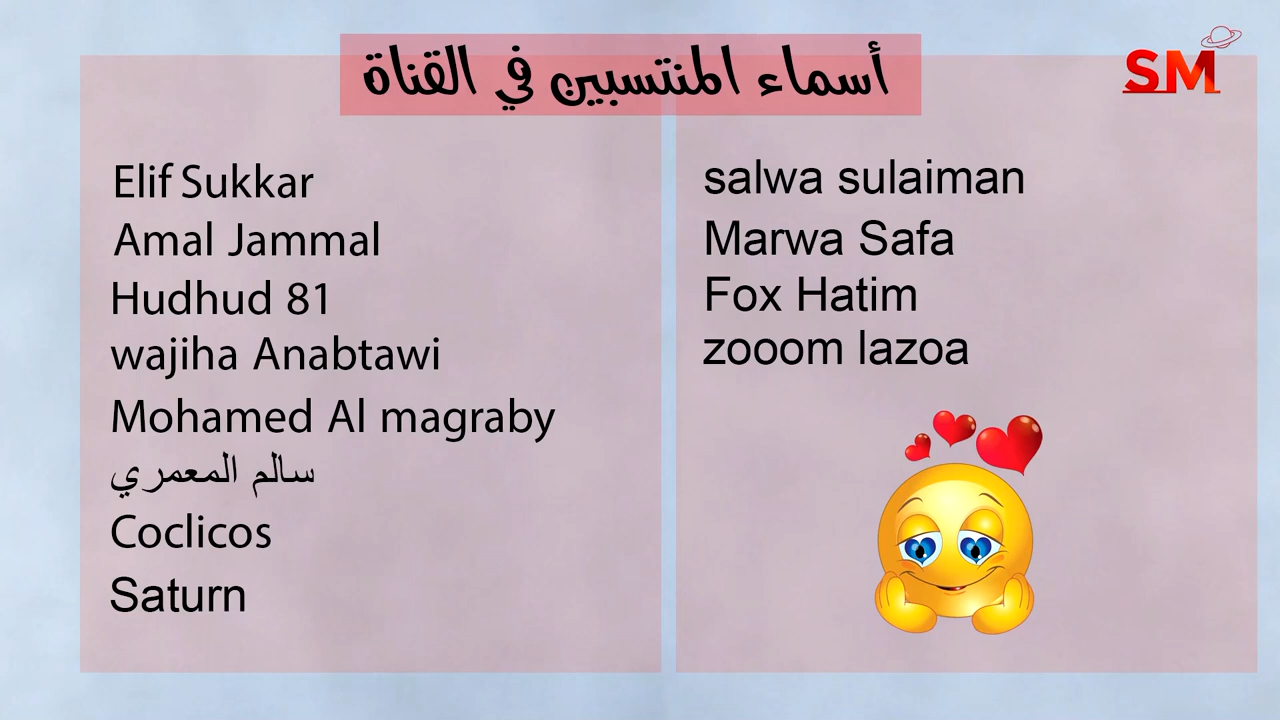 أسماء المنتسبين في القناة
SM
Elif Sukkar
Amal Jammal
Hudhud 81
wajiha Anabtawi
Mohamed Al magraby
سالم المعمري
Coclicos
Saturn
salwa sulaiman
Marwa Safa
Fox Hatim
zooom lazoa